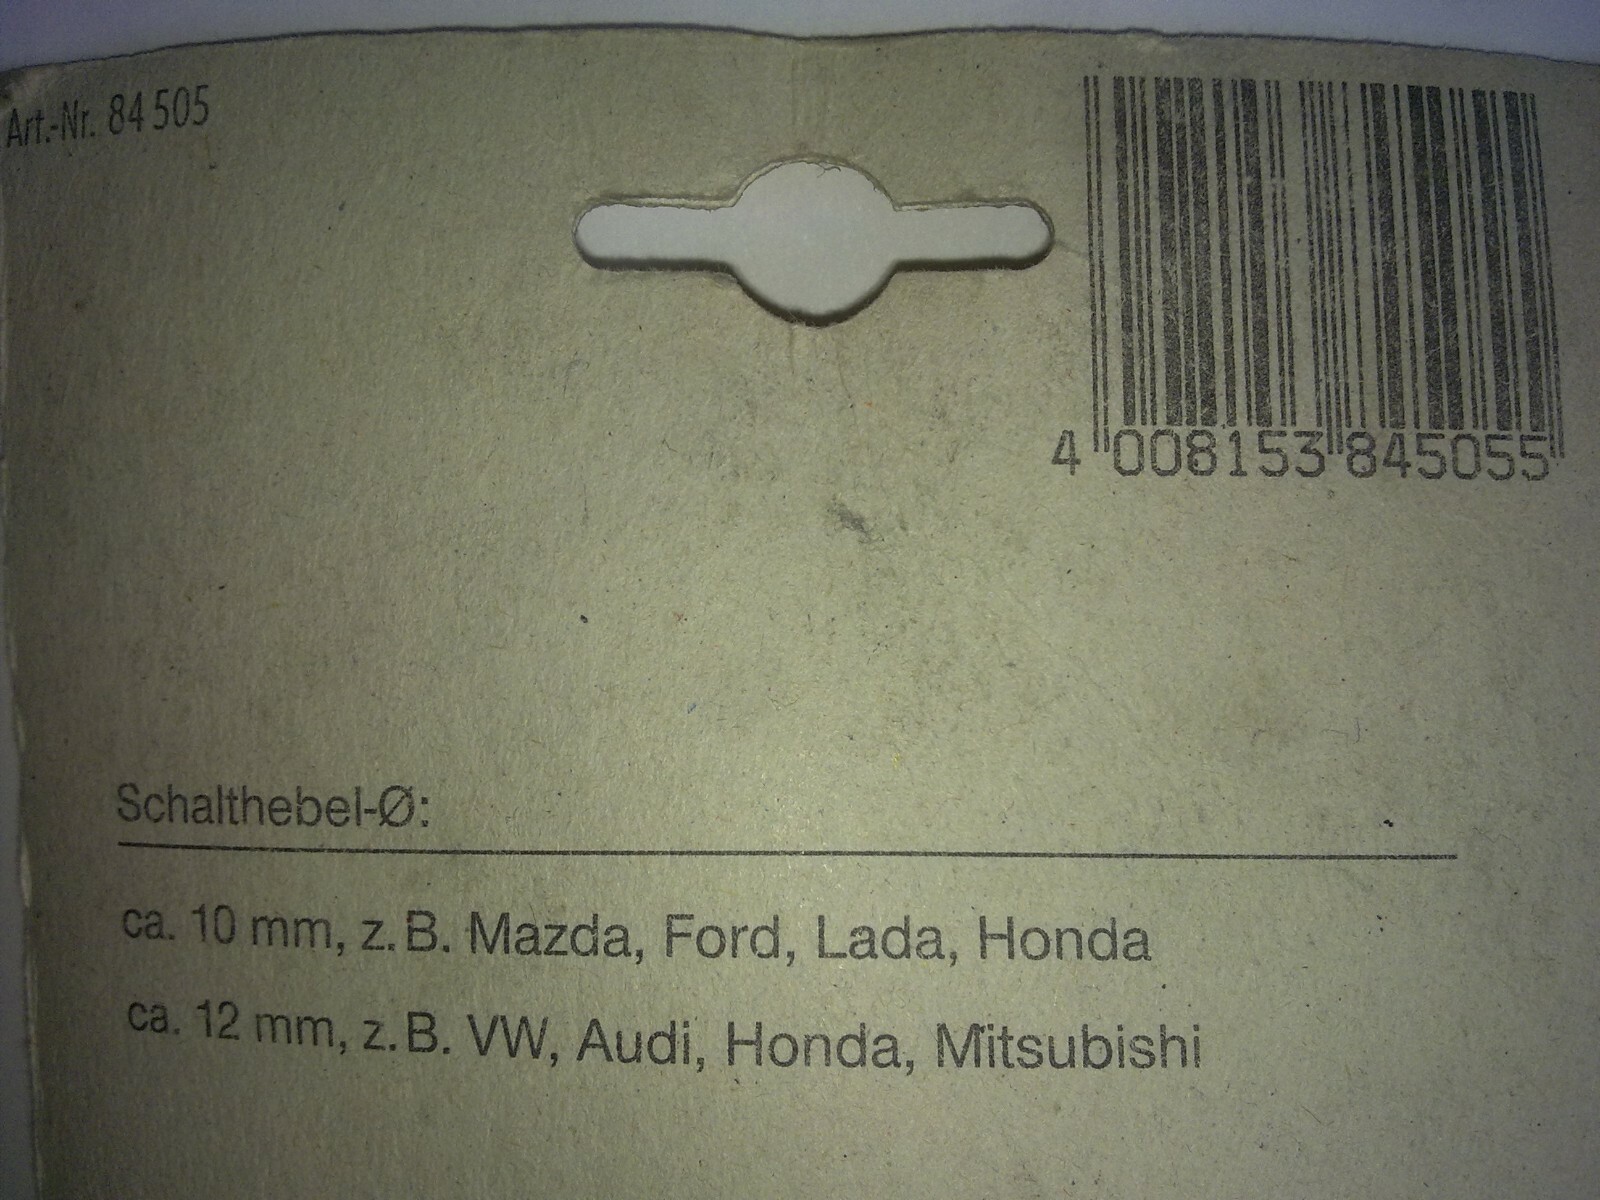 Art.-Nr. 84 505
4 008153 845055
Schalthebel-Ø:
ca. 10 mm, z. B. Mazda, Ford, Lada, Honda
ca. 12 mm, z. B. VW, Audi, Honda, Mitsubishi